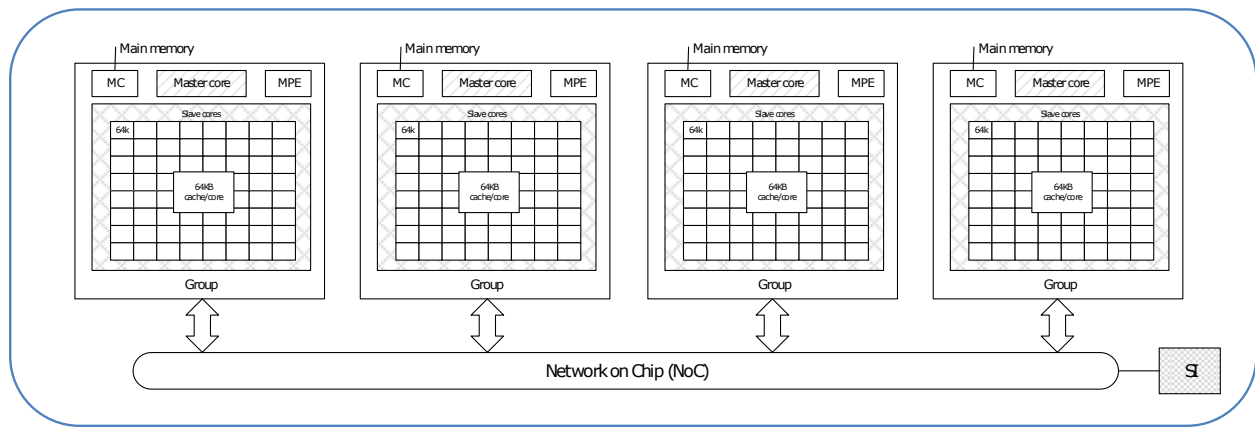 Main memory
Main memory
Main memory
Main memory
MC
Master core
MPE
MC
Master core
MPE
MC
Master core
MPE
MC
Master core
MPE
Slave cores
Slave cores
Slave cores
Slave cores
64k
64k
64k
64k
64KB
cache/core
64KB
cache/core
64KB
cache/core
64KB
cache/core
Group
Group
Group
Group
Network on Chip (NoC)
SI